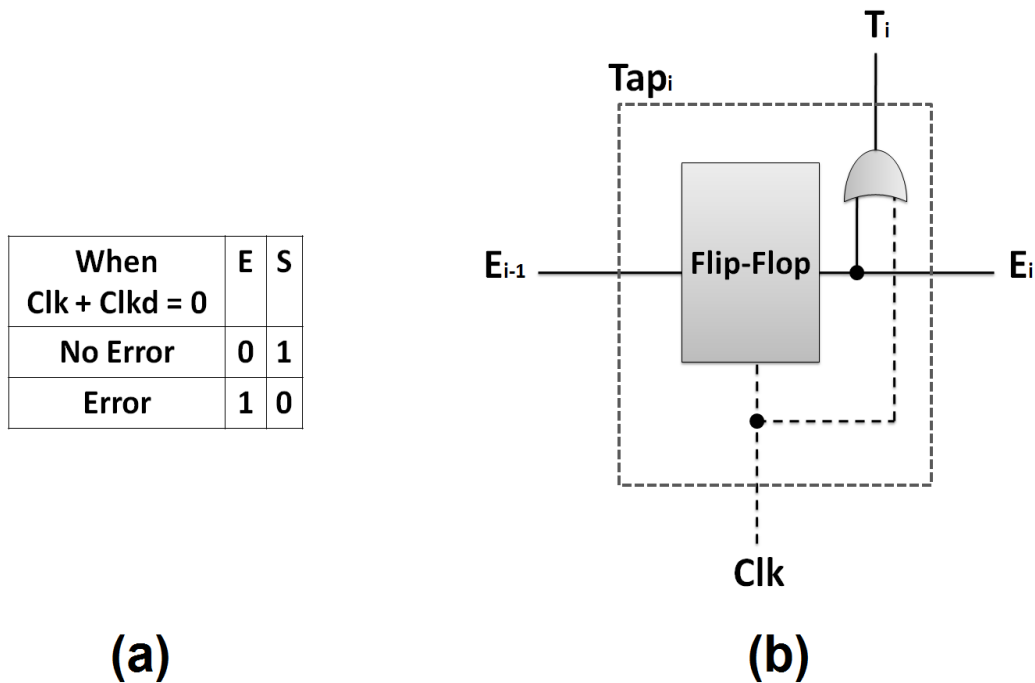 When
Clk + Clkd = 0
E S
No Error 0 1
Error 1 0
(a)
Ti
Tapi
Ei-1
Flip-Flop
Ei
Clk
(b)